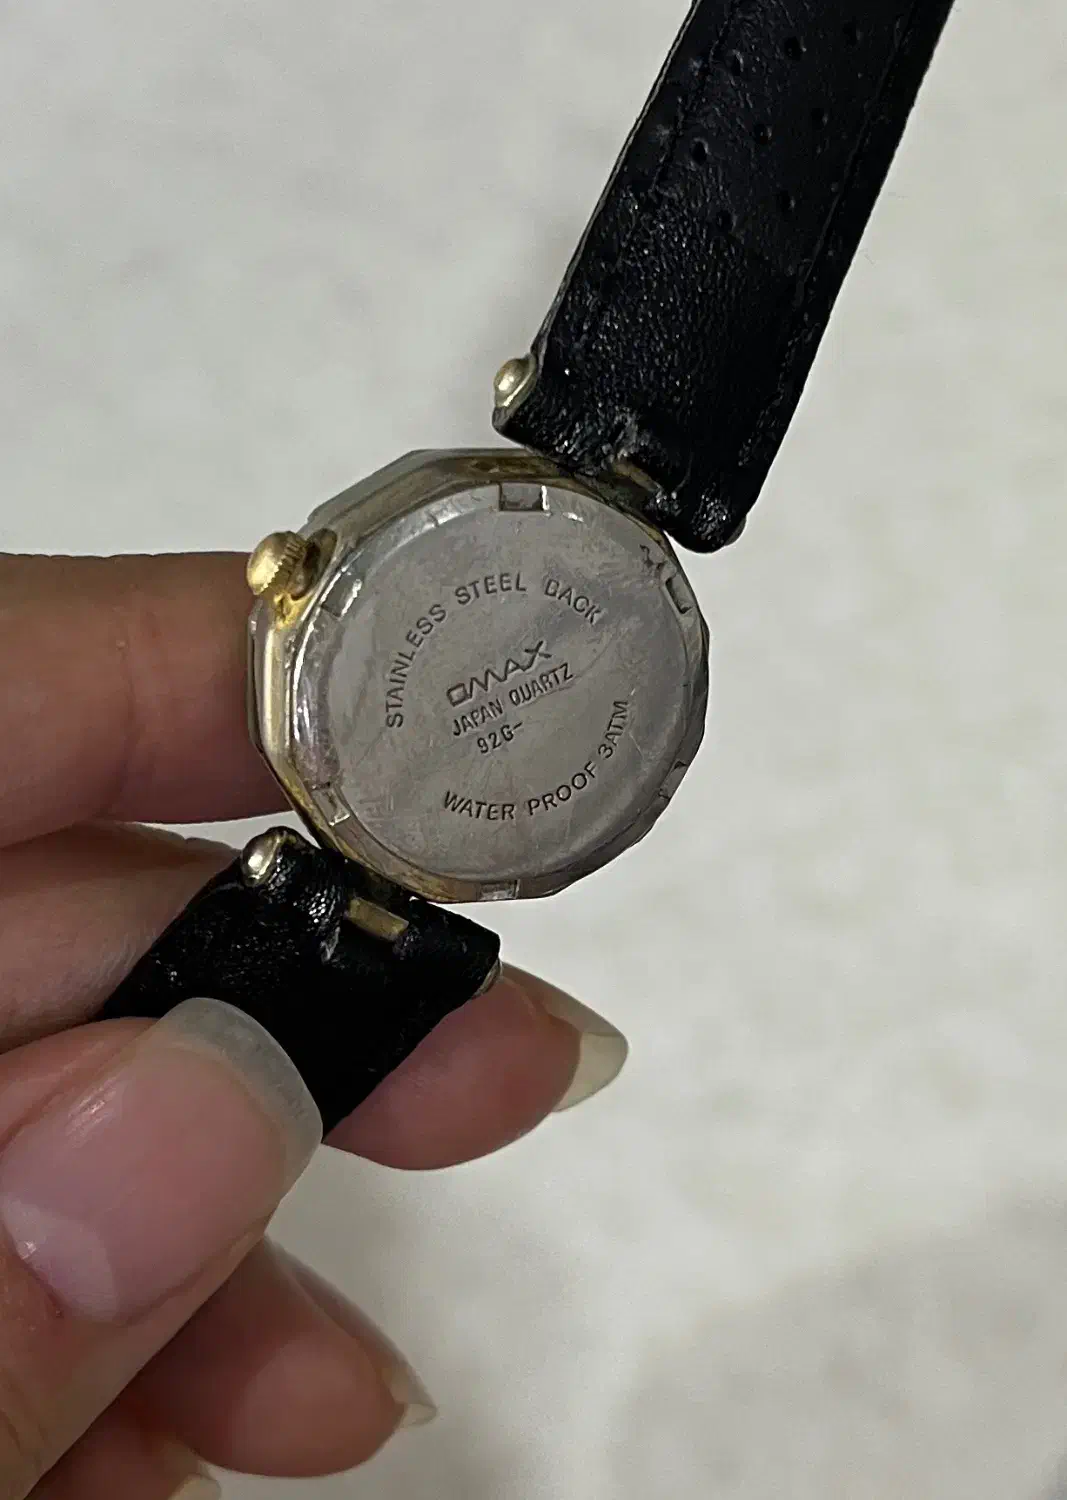 STAINLESS STEEL BACK
OMAX
JAPAN QUARTZ
92G-
WATER PROOF 3ATM